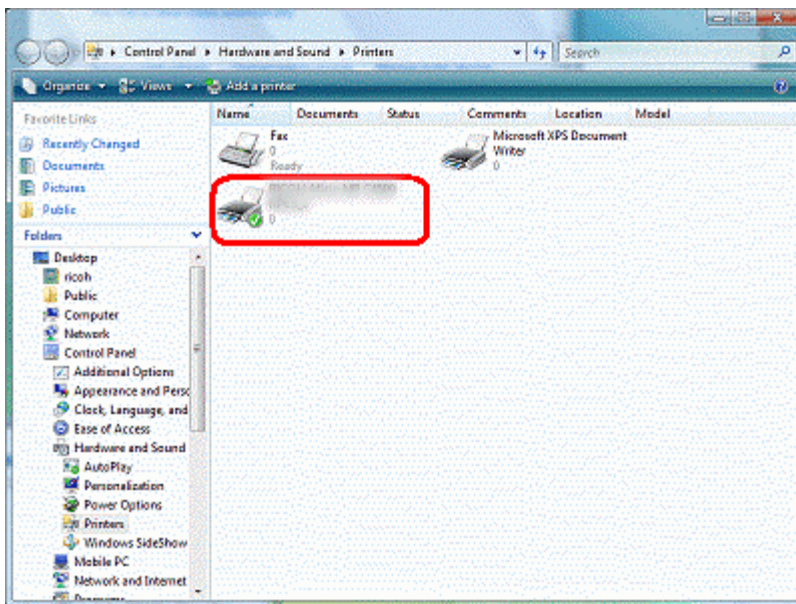 Control Panel ▸ Hardware and Sound ▸ Printers
Search
Organize Views Add a printer
Favorite Links
Recently Changed
Documents
Pictures
Public
Folders
Desktop
ricoh
Public
Computer
Network
Control Panel
Additional Options
Appearance and Perso
Clock, Language, and
Ease of Access
Hardware and Sound
AutoPlay
Personalization
Power Options
Printers
Windows SideShow
Mobile PC
Network and Internet
Name Documents Status Comments Location Model
Fax
0
Ready
Microsoft XPS Document
Writer
0
0